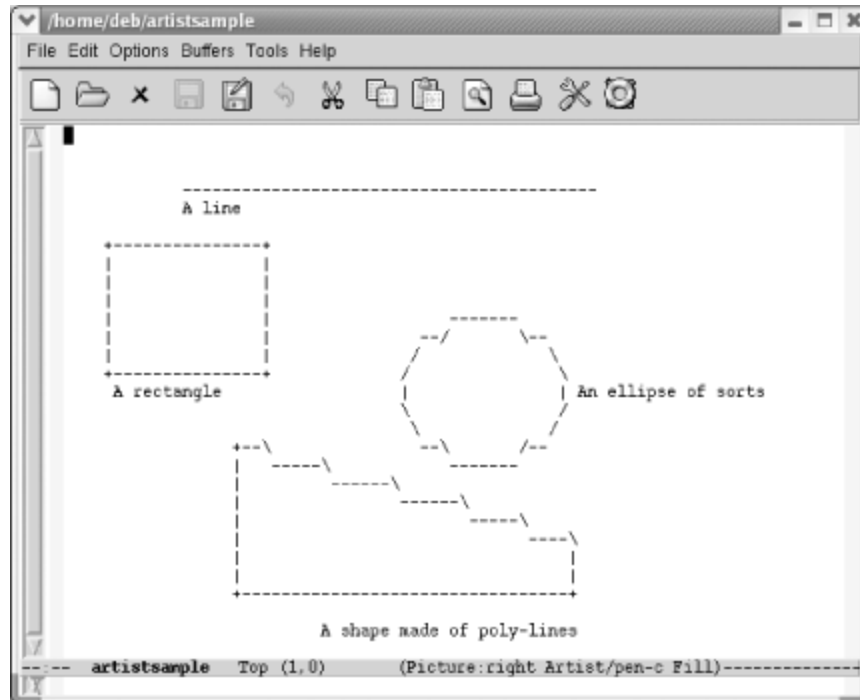 /home/deb/artistsample
File Edit Options Buffers Tools Help
A line
A rectangle
An ellipse of sorts
A shape made of poly-lines
--:-- artistsample Top (1,0) (Picture:right Artist/pen-c Fill)--------------